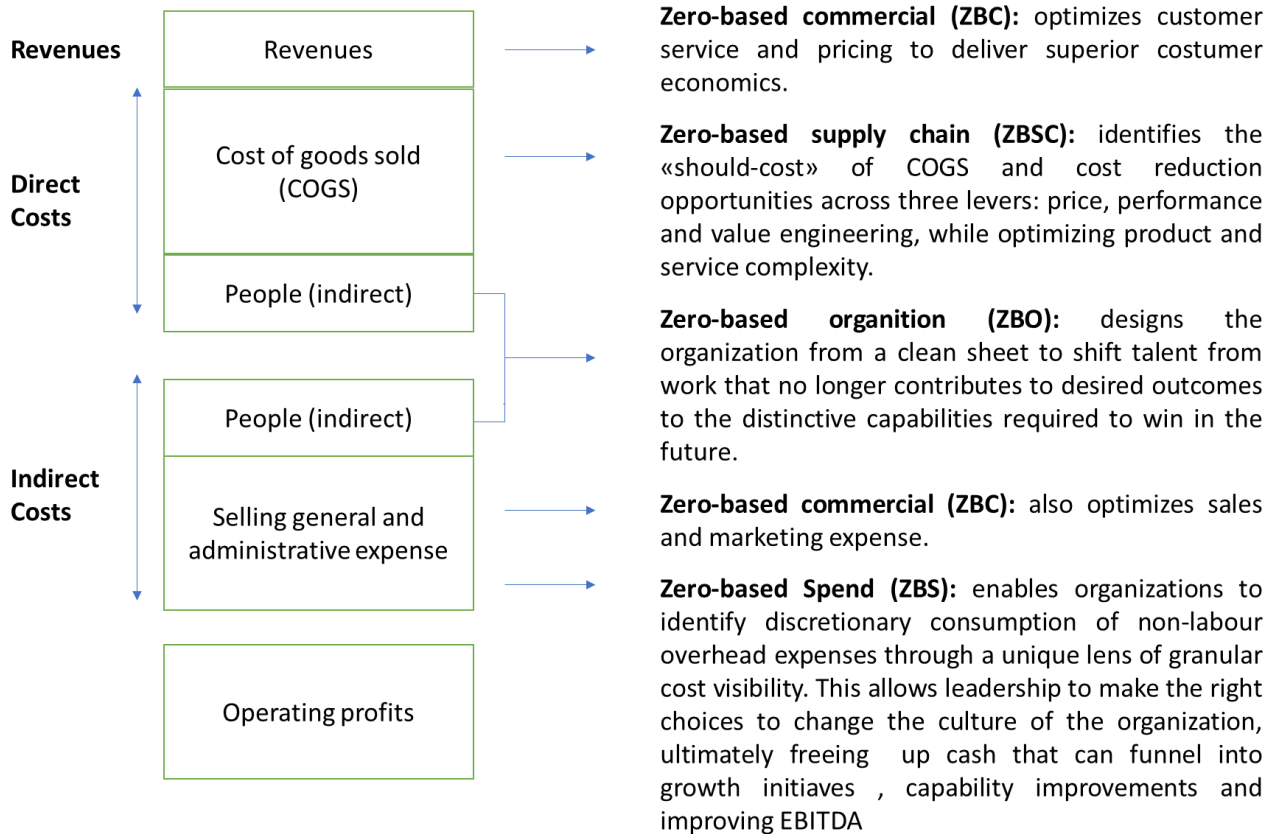 Revenues
Direct
Costs
Indirect
Costs
Revenues
Cost of goods sold
(COGS)
People (indirect)
People (indirect)
Selling general and
administrative expense
Operating profits
Zero-based commercial (ZBC): optimizes customer
service and pricing to deliver superior costumer
economics.
Zero-based supply chain (ZBSC): identifies the
«should-cost» of COGS and cost reduction
opportunities across three levers: price, performance
and value engineering, while optimizing product and
service complexity.
Zero-based organition (ZBO): designs the
organization from a clean sheet to shift talent from
work that no longer contributes to desired outcomes
to the distinctive capabilities required to win in the
future.
Zero-based commercial (ZBC): also optimizes sales
and marketing expense.
Zero-based Spend (ZBS): enables organizations to
identify discretionary consumption of non-labour
overhead expenses through a unique lens of granular
cost visibility. This allows leadership to make the right
choices to change the culture of the organization,
ultimately freeing up cash that can funnel into
growth initiaves , capability improvements and
improving EBITDA